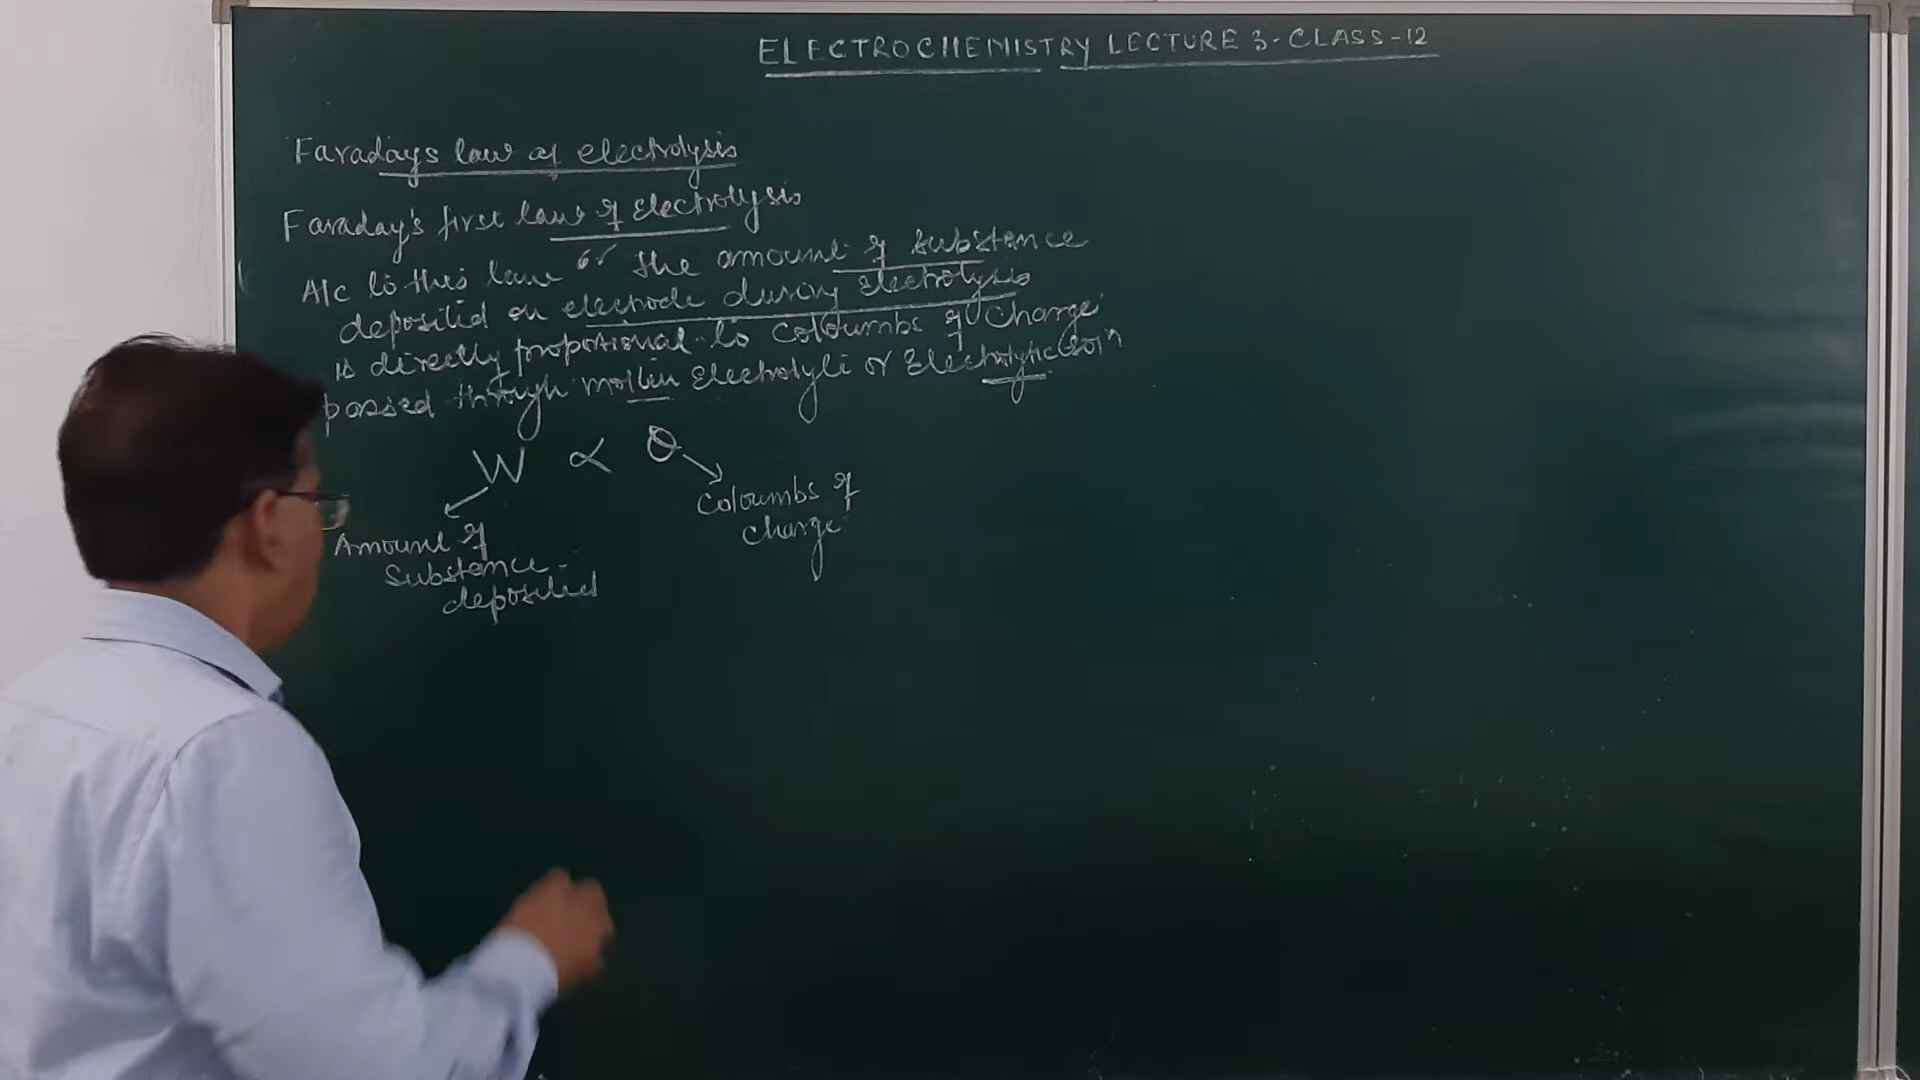 ELECTROCHEMISTRY LECTURE 3 - CLASS - 12
Faradays law of electrolysis
Faraday's first law of Electrolysis
A/c to this law " the amount of substance
deposited on electrode during Electrolysis
is directly proportional to Coloumbs of Charge
passed through molten Electrolyte or Electrolytic soln
W ∝ Q
Coloumbs of
charge
Amount of
Substance
deposited